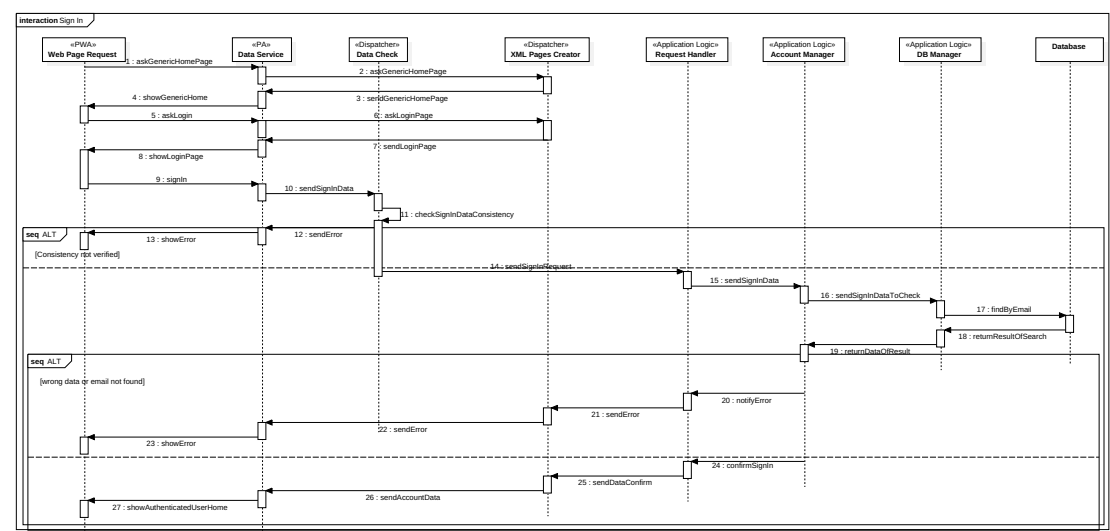 interaction Sign In
«PWA»
Web Page Request
«PA»
Data Service
«Dispatcher»
Data Check
«Dispatcher»
XML Pages Creator
«Application Logic»
Request Handler
«Application Logic»
Account Manager
«Application Logic»
DB Manager
Database
1 : askGenericHomePage
2 : askGenericHomePage
3 : sendGenericHomePage
4 : showGenericHome
5 : askLogin
6 : askLoginPage
7 : sendLoginPage
8 : showLoginPage
9 : signIn
10 : sendSignInData
11 : checkSignInDataConsistency
seq ALT
12 : sendError
13 : showError
[Consistency not verified]
14 : sendSignInRequest
15 : sendSignInData
16 : sendSignInDataToCheck
17 : findByEmail
18 : returnResultOfSearch
19 : returnDataOfResult
seq ALT
[wrong data or email not found]
20 : notifyError
21 : sendError
22 : sendError
23 : showError
24 : confirmSignIn
25 : sendDataConfirm
26 : sendAccountData
27 : showAuthenticatedUserHome